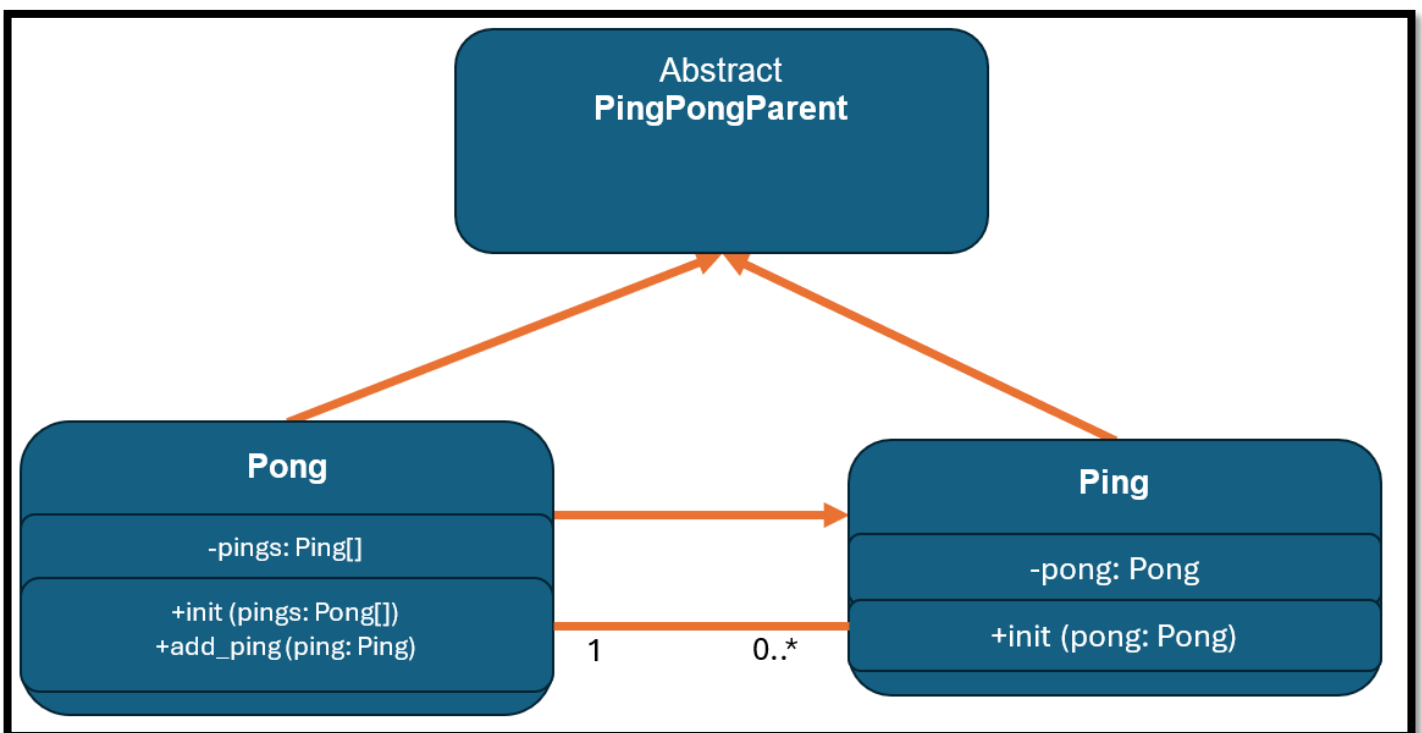 Abstract
PingPongParent
Pong
-pings: Ping[]
+init (pings: Pong[])
+add_ping (ping: Ping)
1
0..*
Ping
-pong: Pong
+init (pong: Pong)